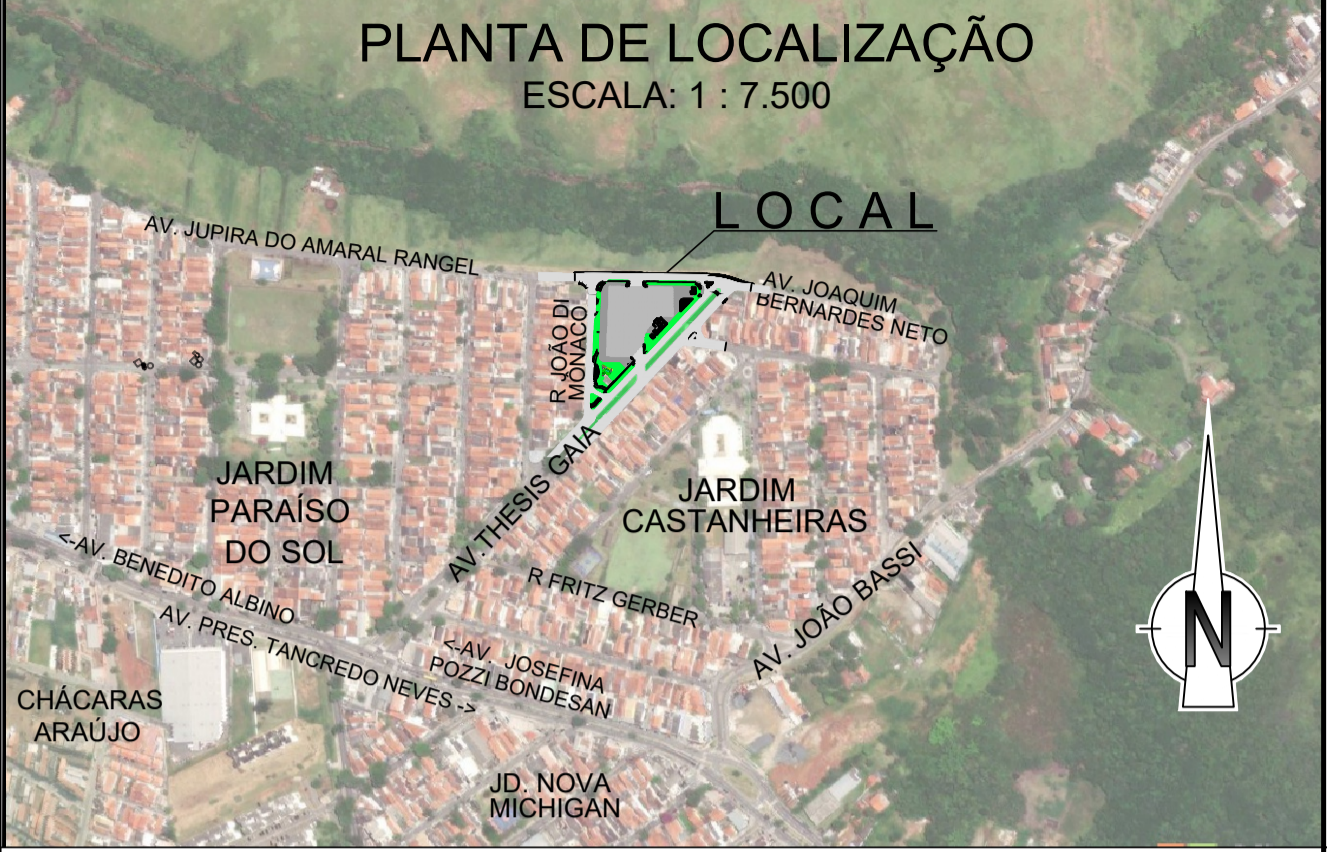 PLANTA DE LOCALIZAÇÃO
ESCALA: 1 : 7.500
L O C A L
AV. JUPIRA DO AMARAL RANGEL
AV. JOAQUIM
BERNARDES NETO
R JOÃO DI
MÔNACO
AV. THESIS GAIA
JARDIM
PARAÍSO
DO SOL
JARDIM
CASTANHEIRAS
<-AV. BENEDITO ALBINO
AV. PRES. TANCREDO NEVES ->
R FRITZ GERBER
<-AV. JOSEFINA
POZZI BONDESAN
AV. JOÃO BASSI
N
CHÁCARAS
ARAÚJO
JD. NOVA
MICHIGAN